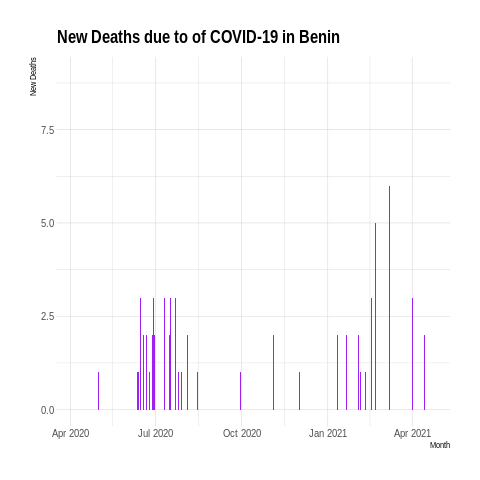 New Deaths due to of COVID-19 in Benin
New Deaths
7.5
5.0
2.5
0.0
Apr 2020 Jul 2020 Oct 2020 Jan 2021 Apr 2021
Month